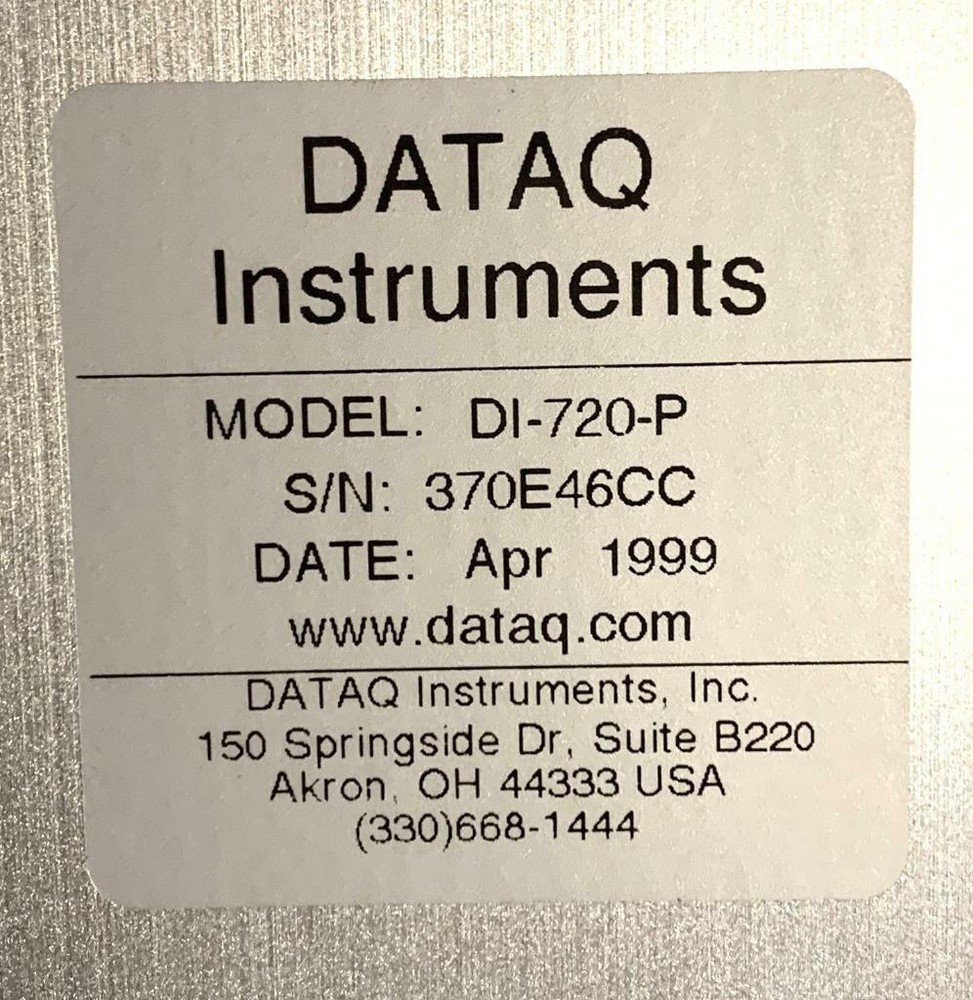 DATAQ
Instruments
MODEL: DI-720-P
S/N: 370E46CC
DATE: Apr 1999
www.dataq.com
DATAQ Instruments, Inc.
150 Springside Dr, Suite B220
Akron, OH 44333 USA
(330)668-1444